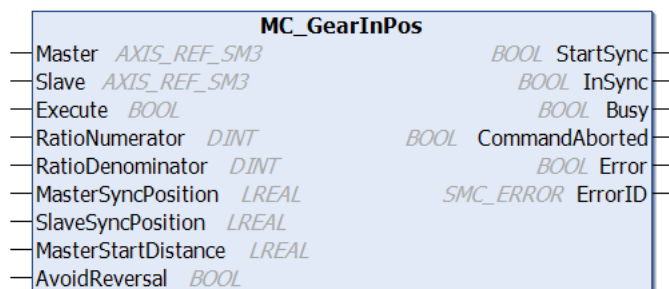 MC_GearInPos
Master AXIS_REF_SM3 BOOL StartSync
Slave AXIS_REF_SM3 BOOL InSync
Execute BOOL BOOL Busy
RatioNumerator DINT BOOL CommandAborted
RatioDenominator DINT BOOL Error
MasterSyncPosition LREAL SMC_ERROR ErrorID
SlaveSyncPosition LREAL
MasterStartDistance LREAL
AvoidReversal BOOL